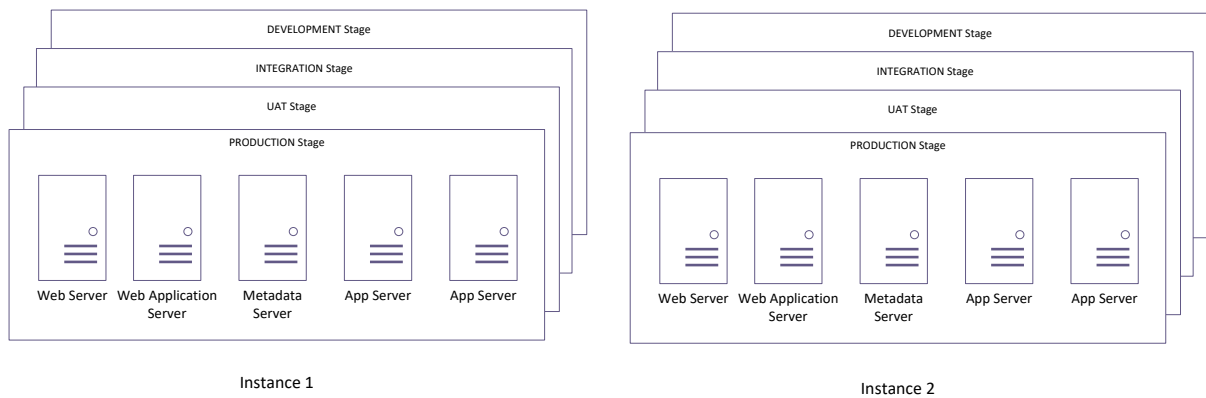 DEVELOPMENT Stage
INTEGRATION Stage
UAT Stage
PRODUCTION Stage
Web Server
Web Application
Server
Metadata
Server
App Server
App Server
Instance 1
DEVELOPMENT Stage
INTEGRATION Stage
UAT Stage
PRODUCTION Stage
Web Server
Web Application
Server
Metadata
Server
App Server
App Server
Instance 2